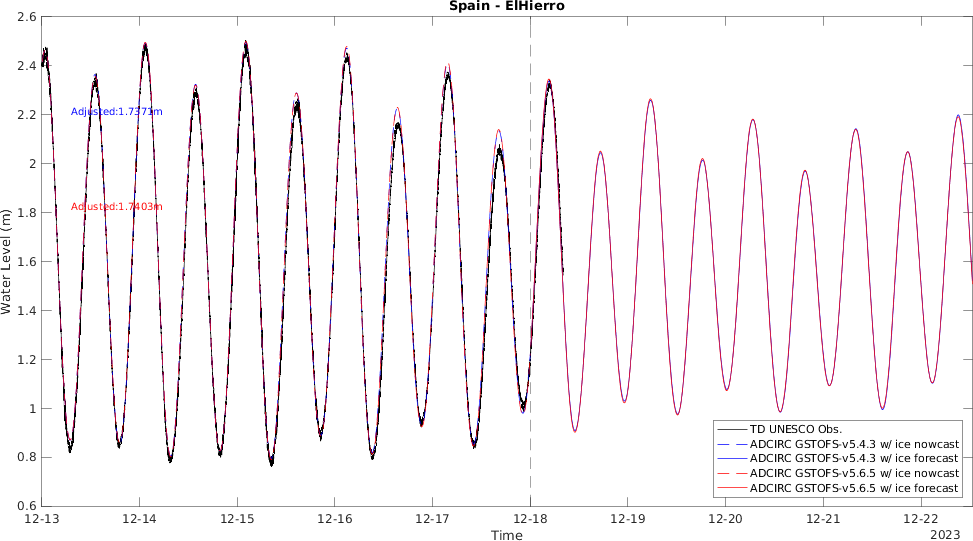 Spain - ElHierro
2.6
2.4
2.2
2
1.8
1.6
1.4
1.2
1
0.8
0.6
Water Level (m)
Adjusted:1.7371m
Adjusted:1.7403m
TD UNESCO Obs.
ADCIRC GSTOFS-v5.4.3 w/ ice nowcast
ADCIRC GSTOFS-v5.4.3 w/ ice forecast
ADCIRC GSTOFS-v5.6.5 w/ ice nowcast
ADCIRC GSTOFS-v5.6.5 w/ ice forecast
12-13 12-14 12-15 12-16 12-17 12-18 12-19 12-20 12-21 12-22
Time
2023